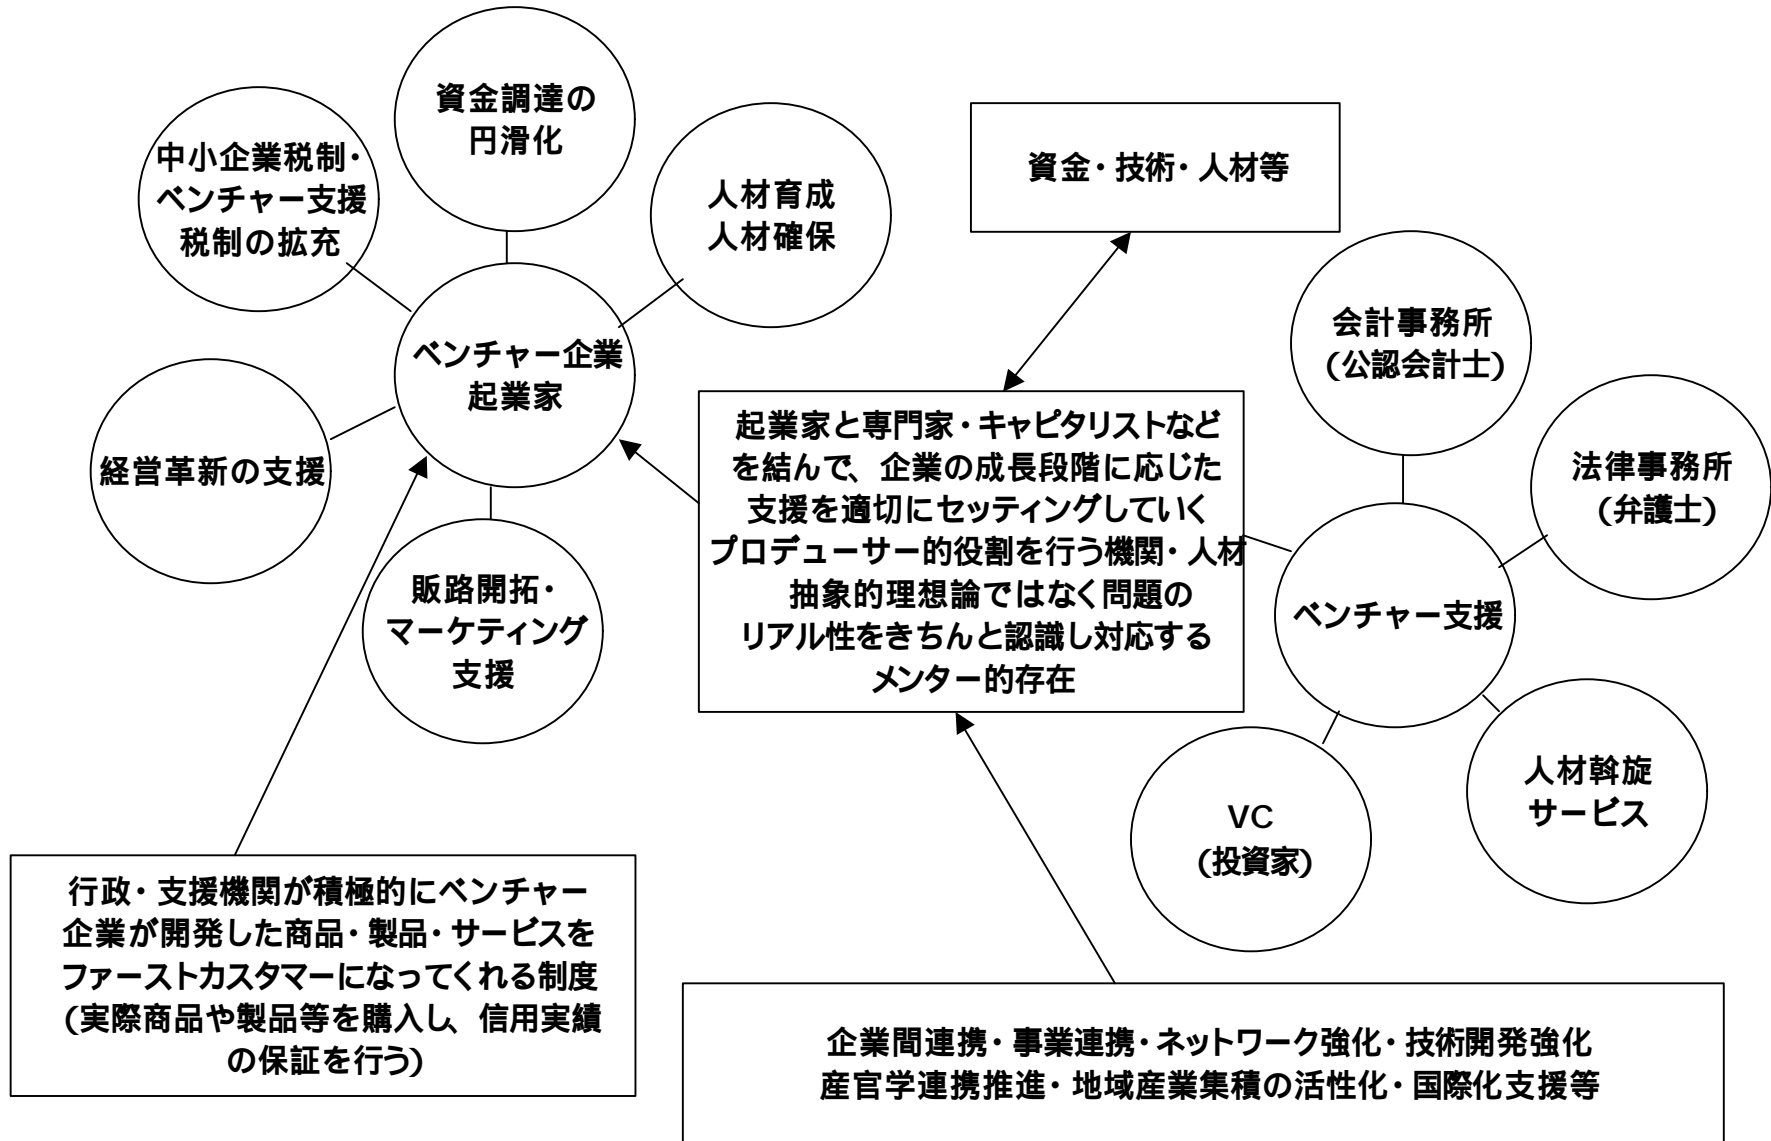 資金調達の
円滑化
中小企業税制・
ベンチャー支援
税制の拡充
人材育成
人材確保
資金・技術・人材等
ベンチャー企業
起業家
会計事務所
(公認会計士)
経営革新の支援
起業家と専門家・キャピタリストなど
を結んで、企業の成長段階に応じた
支援を適切にセッティングしていく
プロデューサー的役割を行う機関・人材
抽象的理想論ではなく問題の
リアル性をきちんと認識し対応する
メンター的存在
法律事務所
(弁護士)
販路開拓・
マーケティング
支援
ベンチャー支援
人材斡旋
サービス
VC
(投資家)
行政・支援機関が積極的にベンチャー
企業が開発した商品・製品・サービスを
ファーストカスタマーになってくれる制度
(実際商品や製品等を購入し、信用実績
の保証を行う)
企業間連携・事業連携・ネットワーク強化・技術開発強化
産官学連携推進・地域産業集積の活性化・国際化支援等